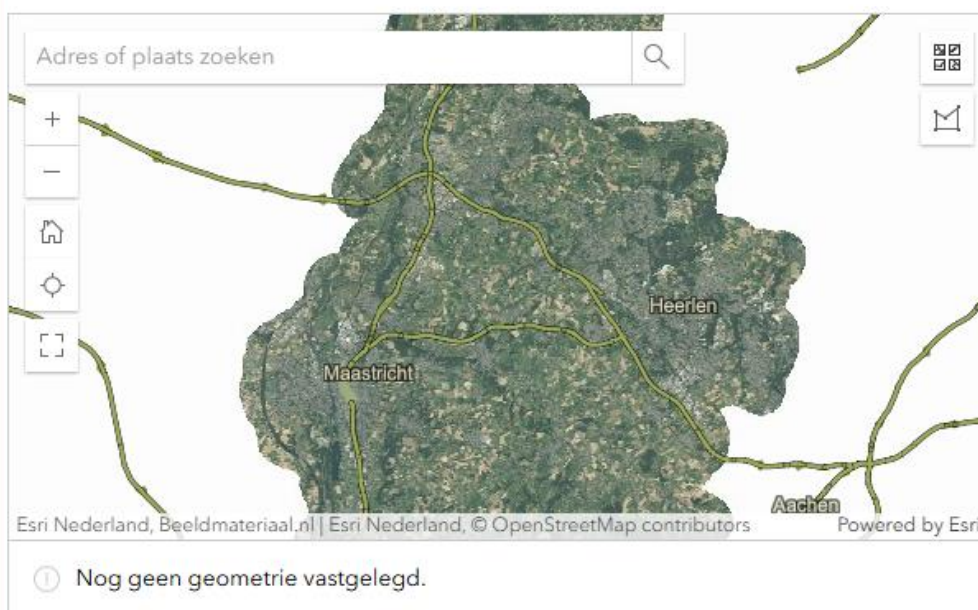 Adres of plaats zoeken
Heerlen
Maastricht
Aachen
Esri Nederland, Beeldmateriaal.nl | Esri Nederland, © OpenStreetMap contributors
Powered by Esri
Nog geen geometrie vastgelegd.